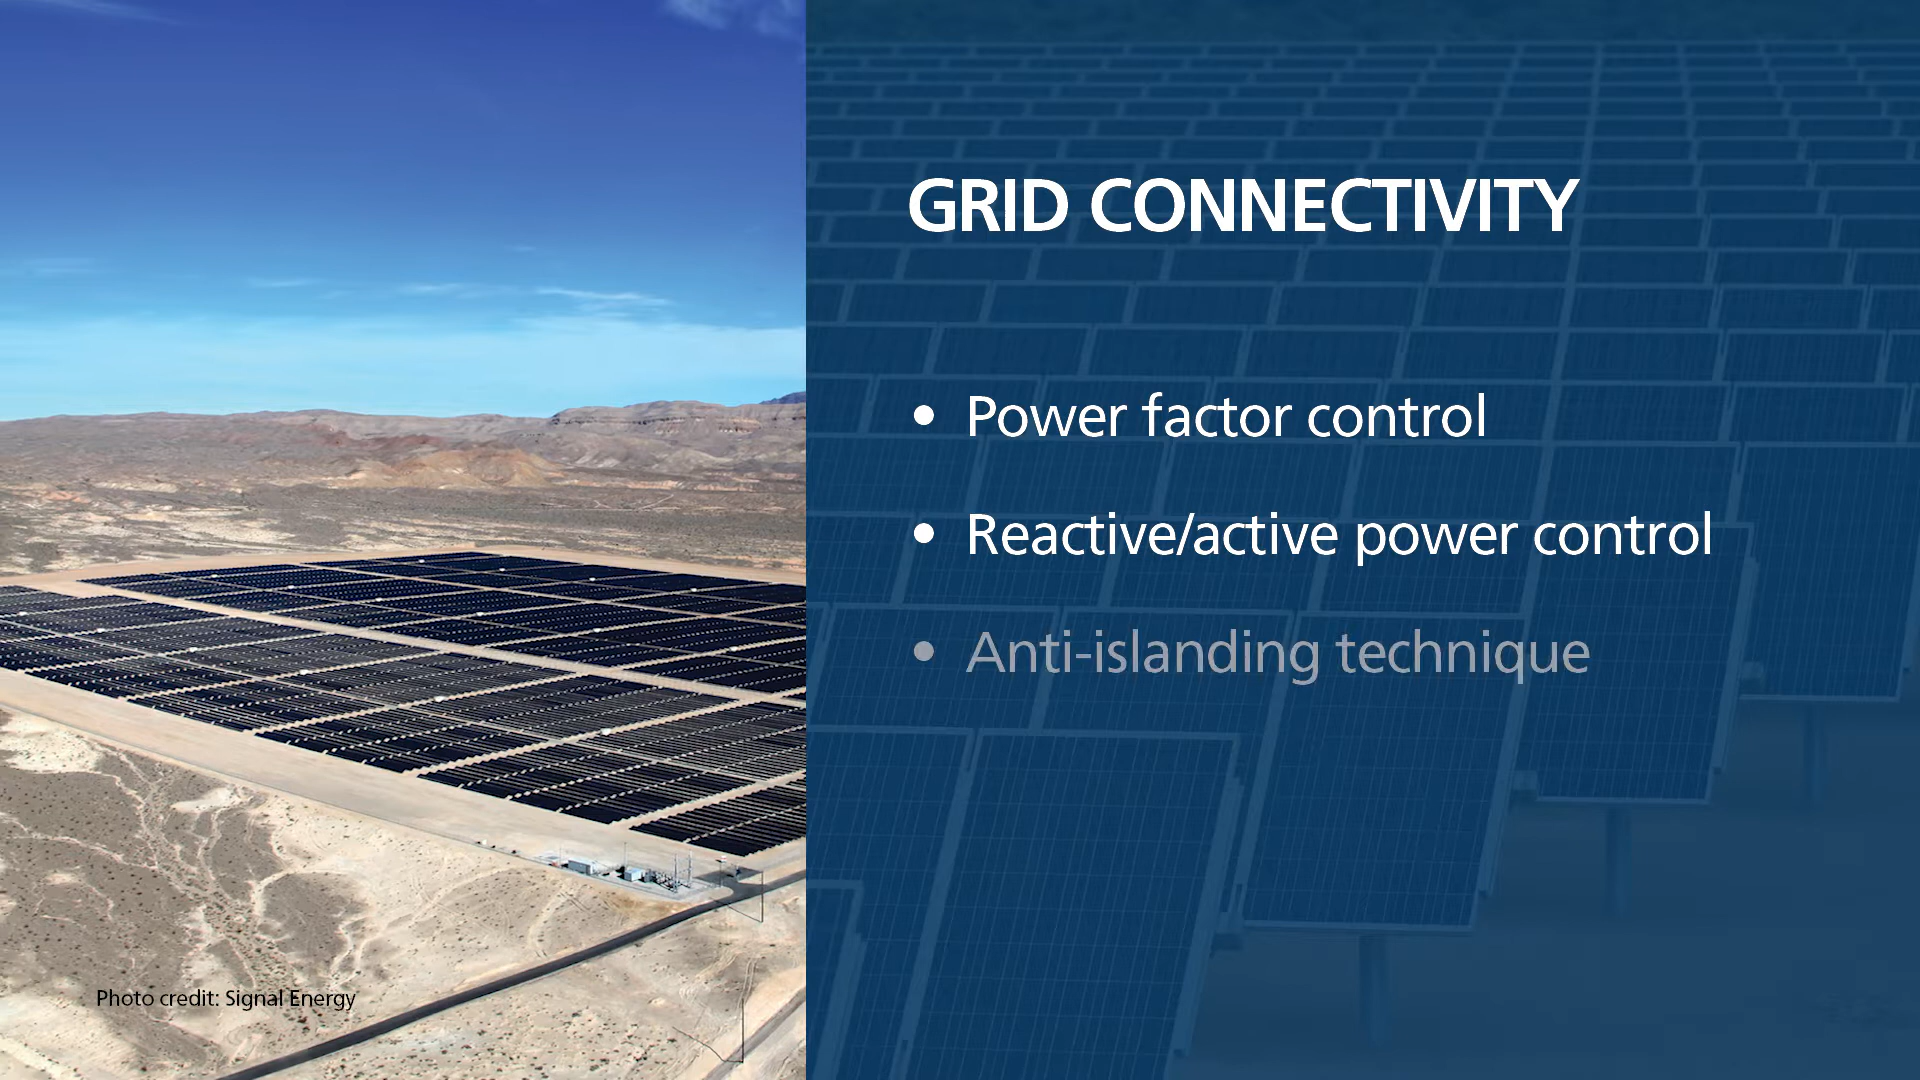 GRID CONNECTIVITY
• Power factor control
• Reactive/active power control
• Anti-islanding technique
Photo credit: Signal Energy